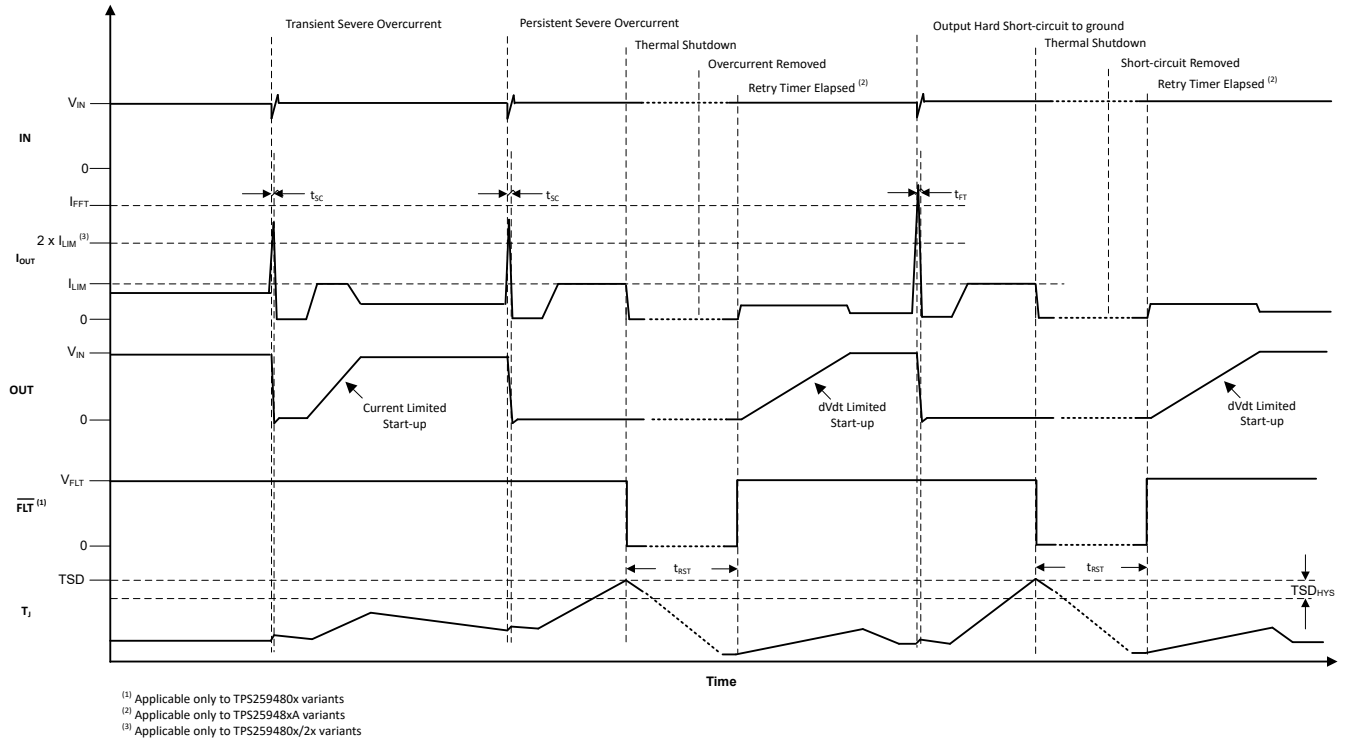 Transient Severe Overcurrent
Persistent Severe Overcurrent
Output Hard Short-circuit to ground
Thermal Shutdown
Thermal Shutdown
Overcurrent Removed
Short-circuit Removed
Retry Timer Elapsed (2)
Retry Timer Elapsed (2)
VIN
IN
0
tSC
tSC
tFT
IFFT
2 x ILIM (3)
IOUT
ILIM
0
VIN
OUT
Current Limited
Start-up
dVdt Limited
Start-up
dVdt Limited
Start-up
0
VFLT
FLT (1)
0
TSD
tRST
tRST
TSDHYS
TJ
Time
(1) Applicable only to TPS259480x variants
(2) Applicable only to TPS25948xA variants
(3) Applicable only to TPS259480x/2x variants